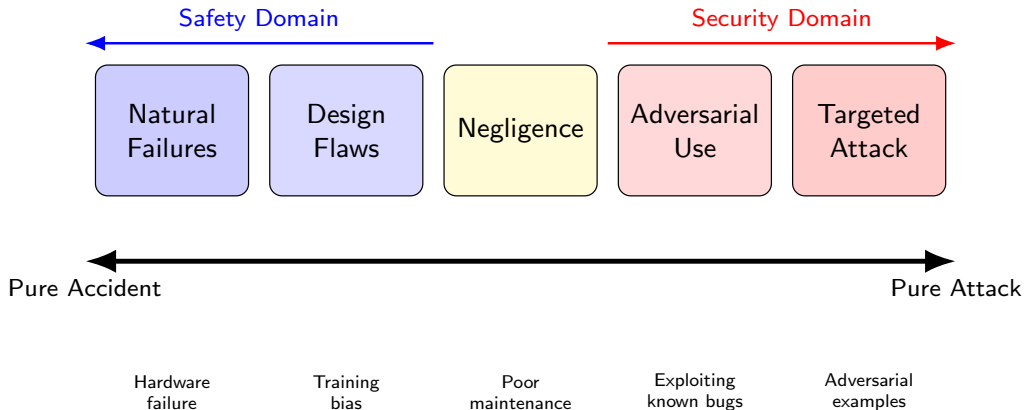 Safety Domain
Security Domain
Natural
Failures
Design
Flaws
Negligence
Adversarial
Use
Targeted
Attack
Pure Accident
Pure Attack
Hardware
failure
Training
bias
Poor
maintenance
Exploiting
known bugs
Adversarial
examples